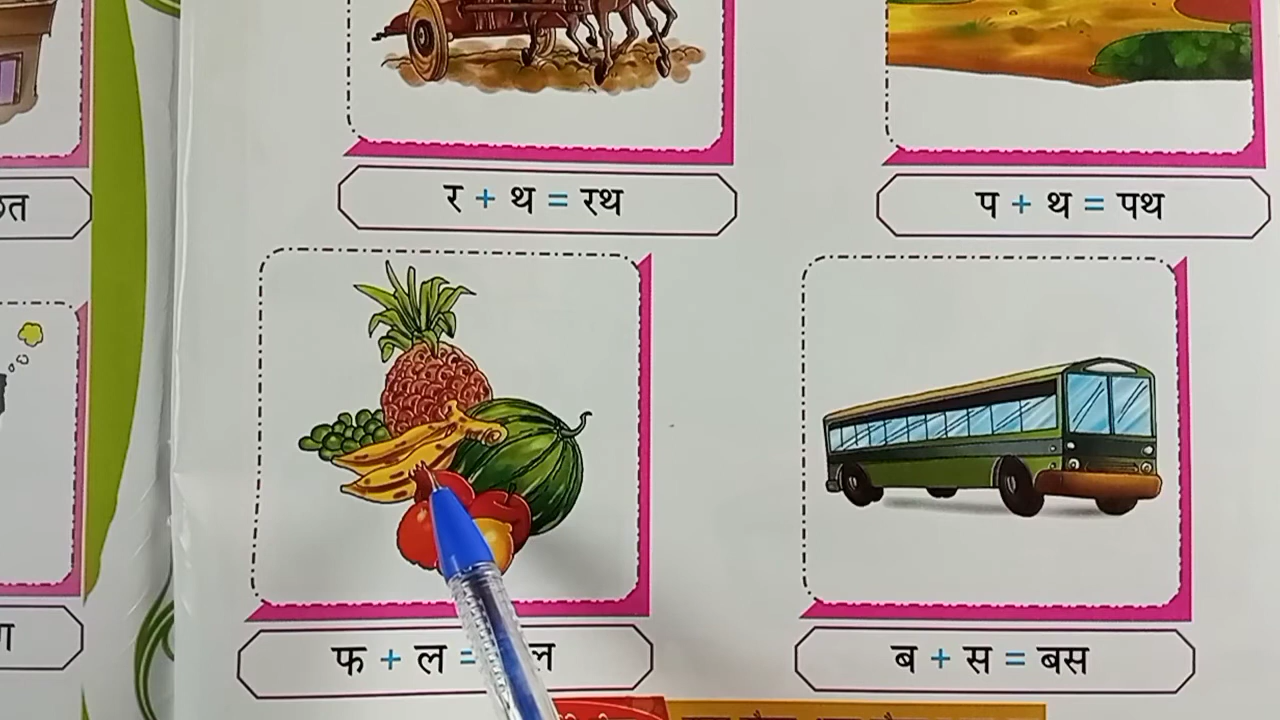 र + थ = रथ
प + थ = पथ
फ + ल = ल
ब + स = बस